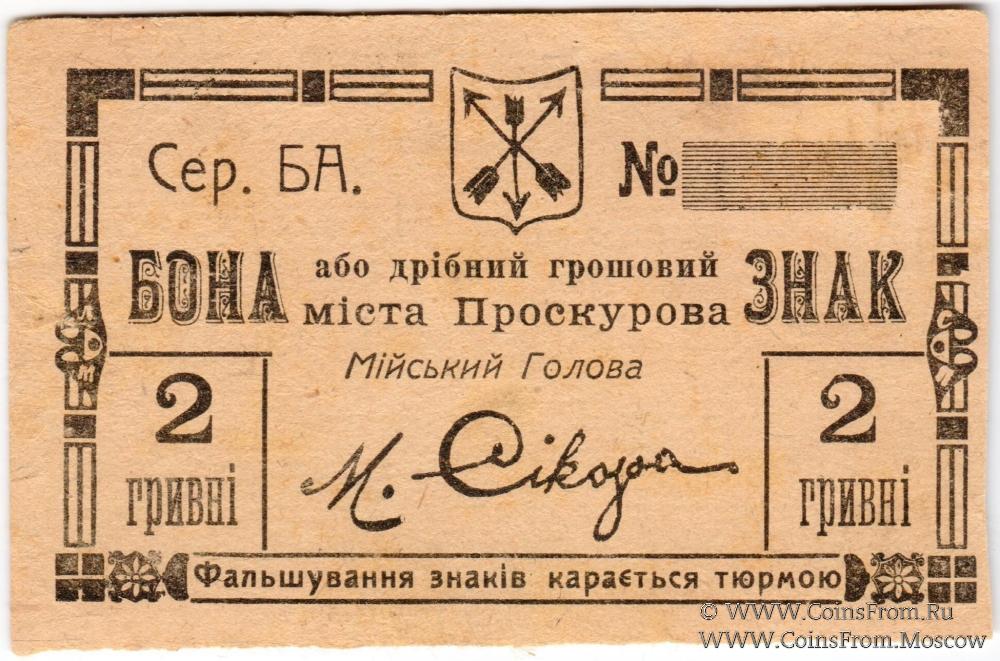 Сер. БА. №
БОНА або дрібний грошовий ЗНАК
міста Проскурова
Мійський Голова
2 гривні
М. Сікора
2 гривні
Фальшування знаків карається тюрмою
© WWW.CoinsFrom.Ru
WWW.CoinsFrom.Moscow